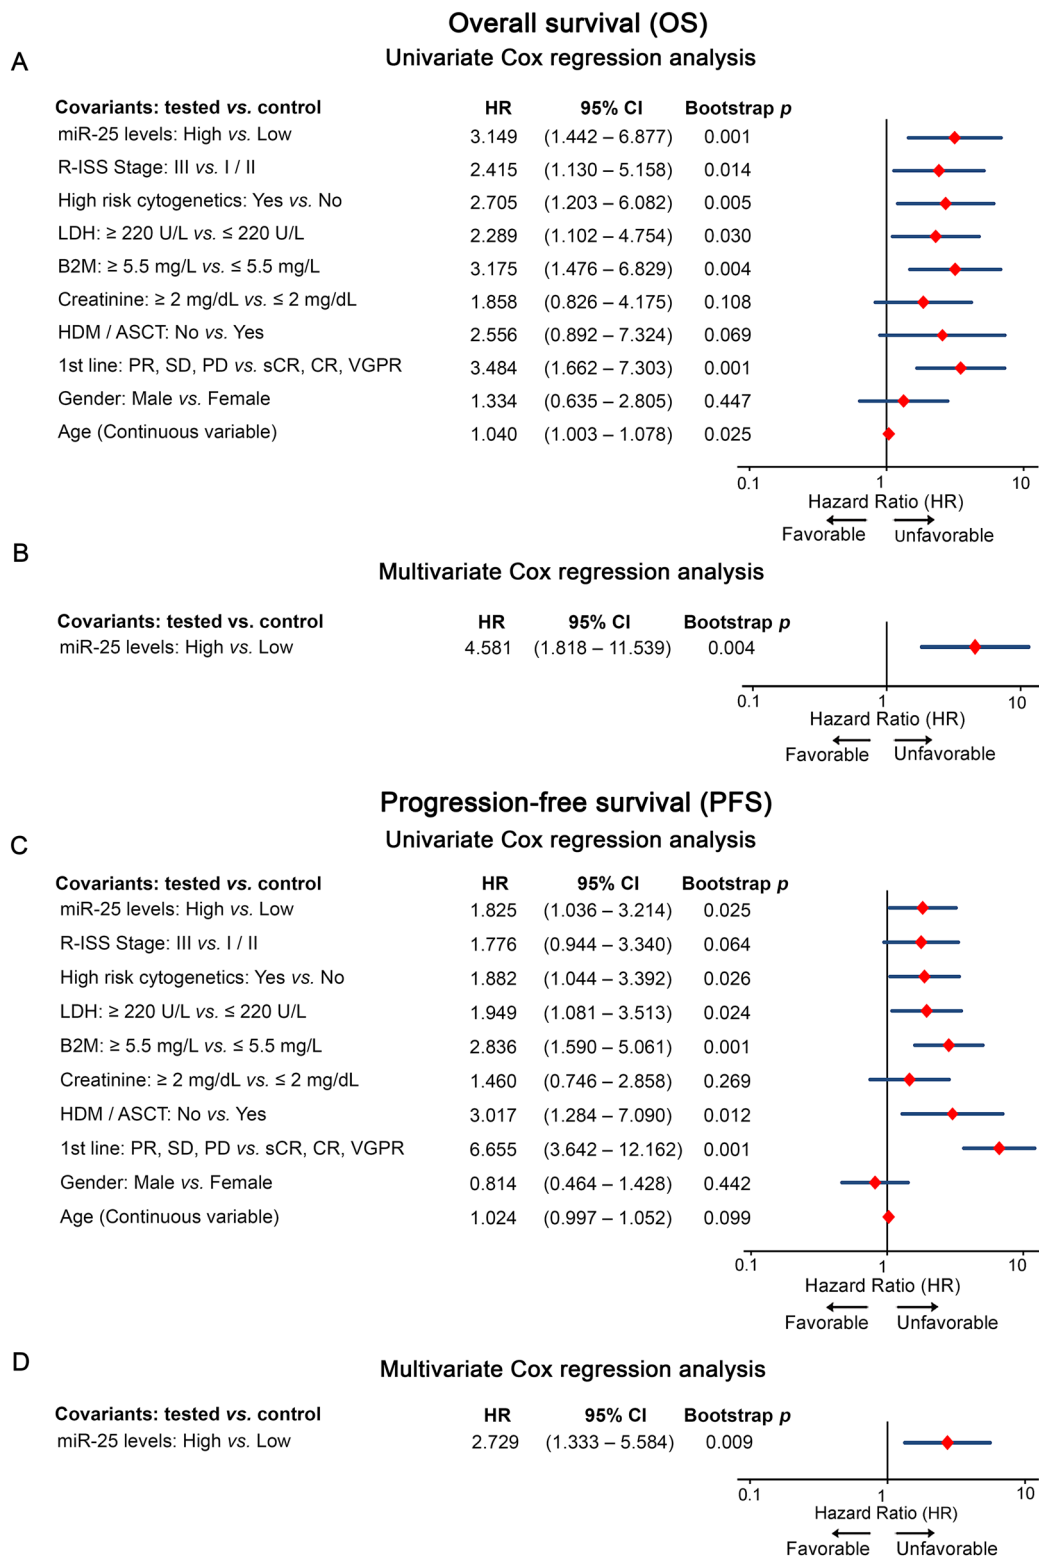 Overall survival (OS)
A
Univariate Cox regression analysis
Covariants: tested vs. control HR 95% CI Bootstrap p
miR-25 levels: High vs. Low 3.149 (1.442 – 6.877) 0.001
R-ISS Stage: III vs. I / II 2.415 (1.130 – 5.158) 0.014
High risk cytogenetics: Yes vs. No 2.705 (1.203 – 6.082) 0.005
LDH: ≥ 220 U/L vs. ≤ 220 U/L 2.289 (1.102 – 4.754) 0.030
B2M: ≥ 5.5 mg/L vs. ≤ 5.5 mg/L 3.175 (1.476 – 6.829) 0.004
Creatinine: ≥ 2 mg/dL vs. ≤ 2 mg/dL 1.858 (0.826 – 4.175) 0.108
HDM / ASCT: No vs. Yes 2.556 (0.892 – 7.324) 0.069
1st line: PR, SD, PD vs. sCR, CR, VGPR 3.484 (1.662 – 7.303) 0.001
Gender: Male vs. Female 1.334 (0.635 – 2.805) 0.447
Age (Continuous variable) 1.040 (1.003 – 1.078) 0.025
0.1 1 10
Hazard Ratio (HR)
Favorable Unfavorable
B
Multivariate Cox regression analysis
Covariants: tested vs. control HR 95% CI Bootstrap p
miR-25 levels: High vs. Low 4.581 (1.818 – 11.539) 0.004
0.1 1 10
Hazard Ratio (HR)
Favorable Unfavorable
Progression-free survival (PFS)
C
Univariate Cox regression analysis
Covariants: tested vs. control HR 95% CI Bootstrap p
miR-25 levels: High vs. Low 1.825 (1.036 – 3.214) 0.025
R-ISS Stage: III vs. I / II 1.776 (0.944 – 3.340) 0.064
High risk cytogenetics: Yes vs. No 1.882 (1.044 – 3.392) 0.026
LDH: ≥ 220 U/L vs. ≤ 220 U/L 1.949 (1.081 – 3.513) 0.024
B2M: ≥ 5.5 mg/L vs. ≤ 5.5 mg/L 2.836 (1.590 – 5.061) 0.001
Creatinine: ≥ 2 mg/dL vs. ≤ 2 mg/dL 1.460 (0.746 – 2.858) 0.269
HDM / ASCT: No vs. Yes 3.017 (1.284 – 7.090) 0.012
1st line: PR, SD, PD vs. sCR, CR, VGPR 6.655 (3.642 – 12.162) 0.001
Gender: Male vs. Female 0.814 (0.464 – 1.428) 0.442
Age (Continuous variable) 1.024 (0.997 – 1.052) 0.099
0.1 1 10
Hazard Ratio (HR)
Favorable Unfavorable
D
Multivariate Cox regression analysis
Covariants: tested vs. control HR 95% CI Bootstrap p
miR-25 levels: High vs. Low 2.729 (1.333 – 5.584) 0.009
0.1 1 10
Hazard Ratio (HR)
Favorable Unfavorable